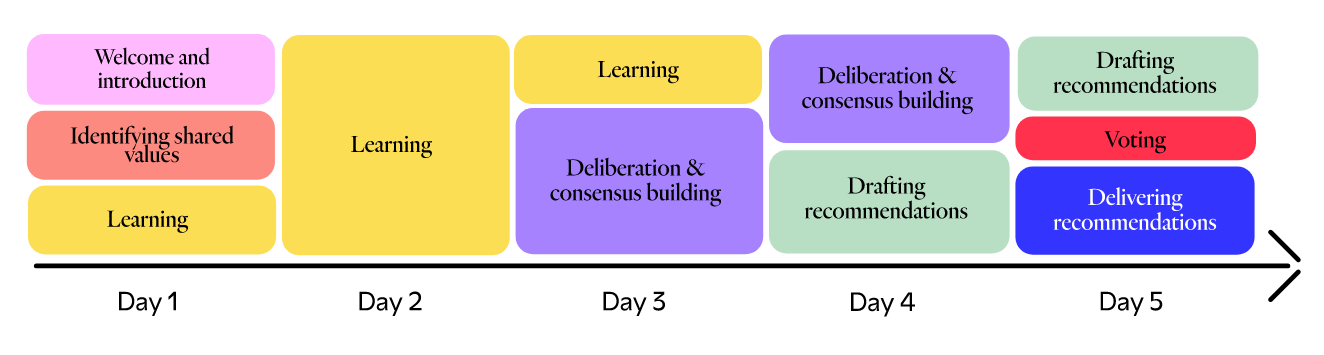 Welcome and
introduction
Identifying shared
values
Learning
Learning
Learning
Deliberation &
consensus building
Deliberation &
consensus building
Drafting
recommendations
Drafting
recommendations
Voting
Delivering
recommendations
Day 1
Day 2
Day 3
Day 4
Day 5